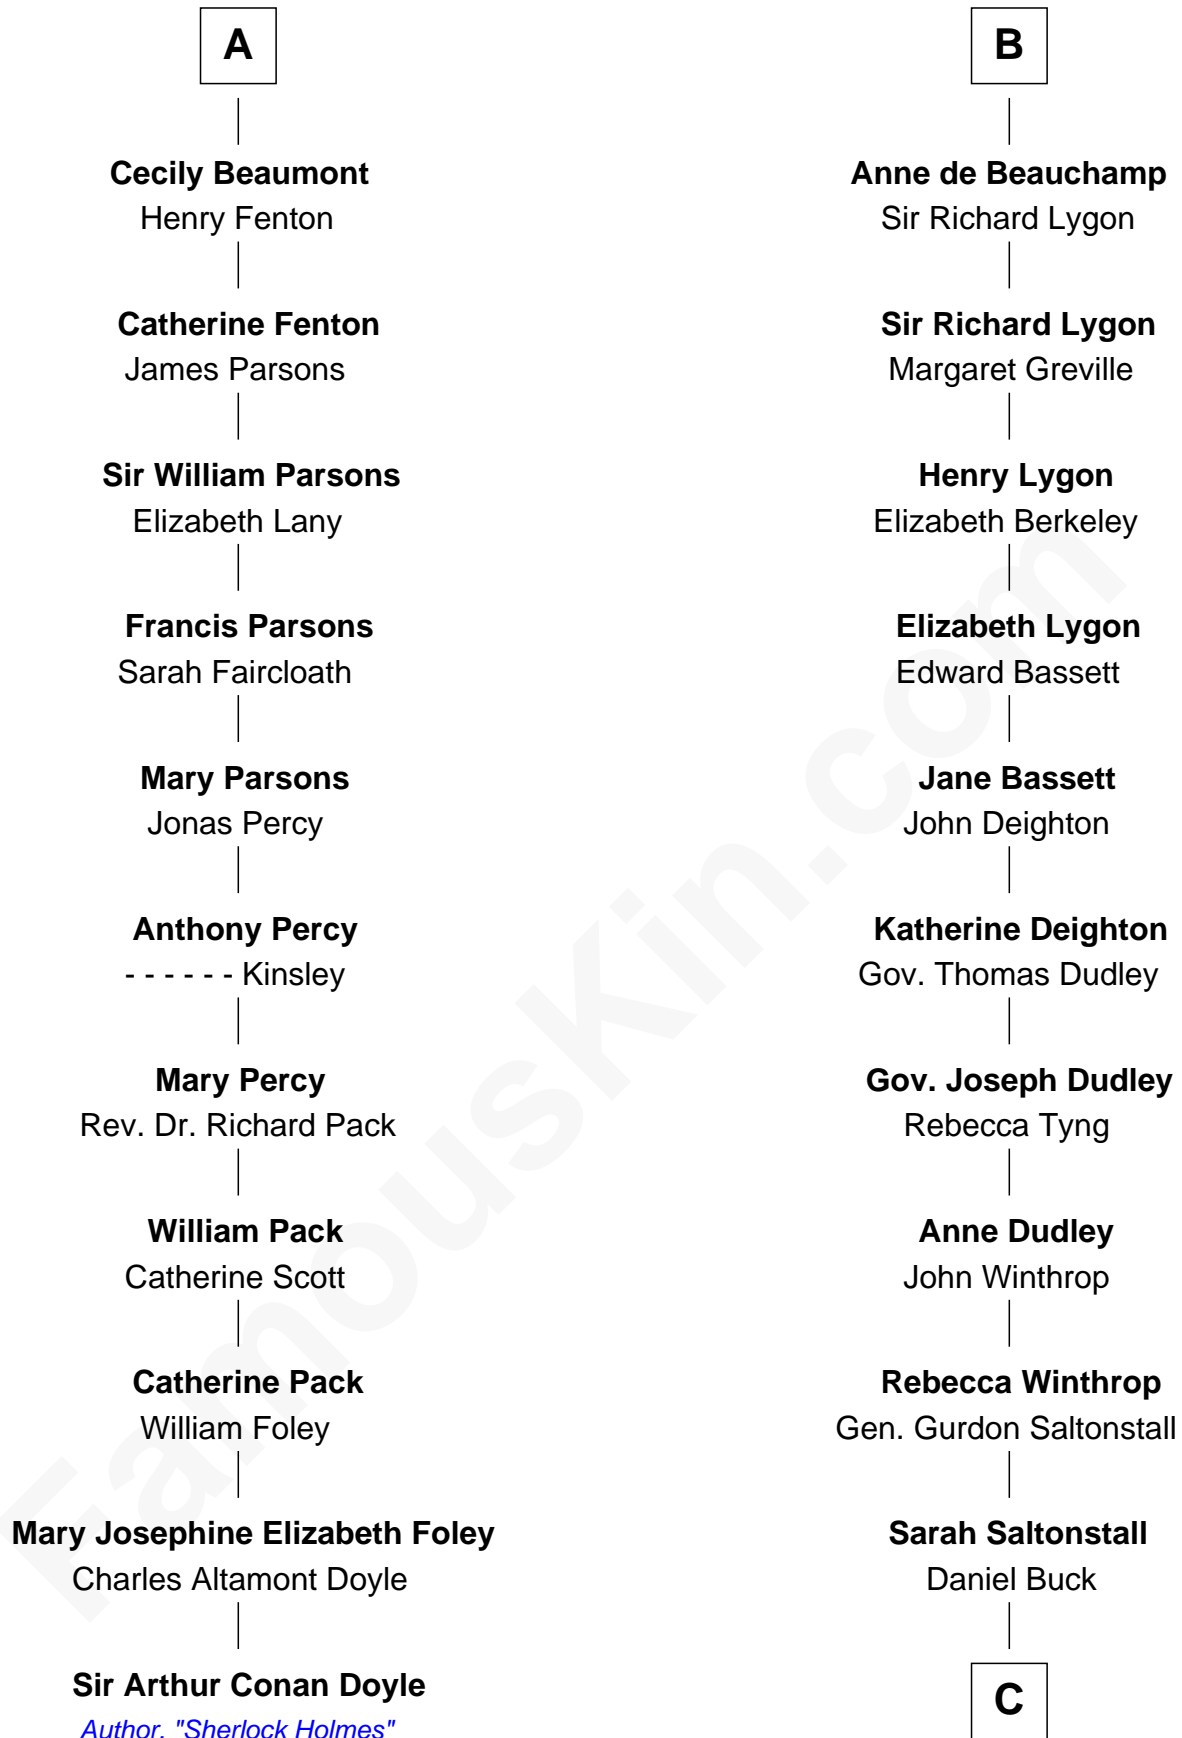 A
Cecily Beaumont
Henry Fenton
Catherine Fenton
James Parsons
Sir William Parsons
Elizabeth Lany
Francis Parsons
Sarah Faircloath
Mary Parsons
Jonas Percy
Anthony Percy
- - - - - - Kinsley
Mary Percy
Rev. Dr. Richard Pack
William Pack
Catherine Scott
Catherine Pack
William Foley
Mary Josephine Elizabeth Foley
Charles Altamont Doyle
Sir Arthur Conan Doyle
Author, "Sherlock Holmes"
B
Anne de Beauchamp
Sir Richard Lygon
Sir Richard Lygon
Margaret Greville
Henry Lygon
Elizabeth Berkeley
Elizabeth Lygon
Edward Bassett
Jane Bassett
John Deighton
Katherine Deighton
Gov. Thomas Dudley
Gov. Joseph Dudley
Rebecca Tyng
Anne Dudley
John Winthrop
Rebecca Winthrop
Gen. Gurdon Saltonstall
Sarah Saltonstall
Daniel Buck
C
FamousKin.com